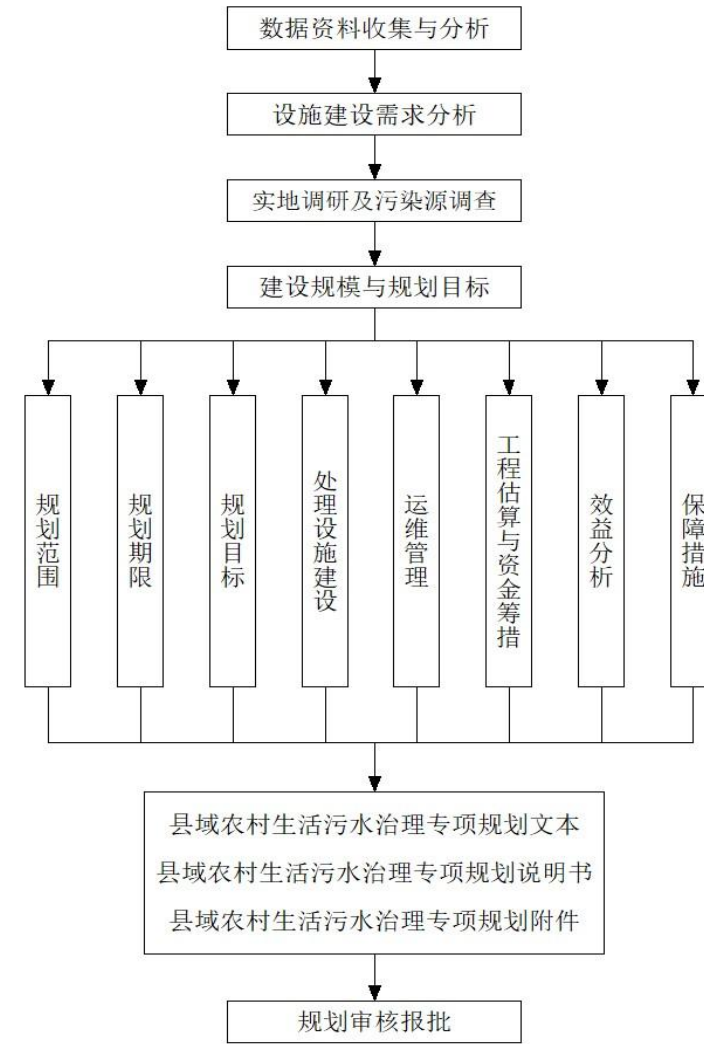 数据资料收集与分析
设施建设需求分析
实地调研及污染源调查
建设规模与规划目标
规划范围
规划期限
规划目标
处理设施建设
运维管理
工程估算与资金筹措
效益分析
保障措施
县域农村生活污水治理专项规划文本
县域农村生活污水治理专项规划说明书
县域农村生活污水治理专项规划附件
规划审核报批